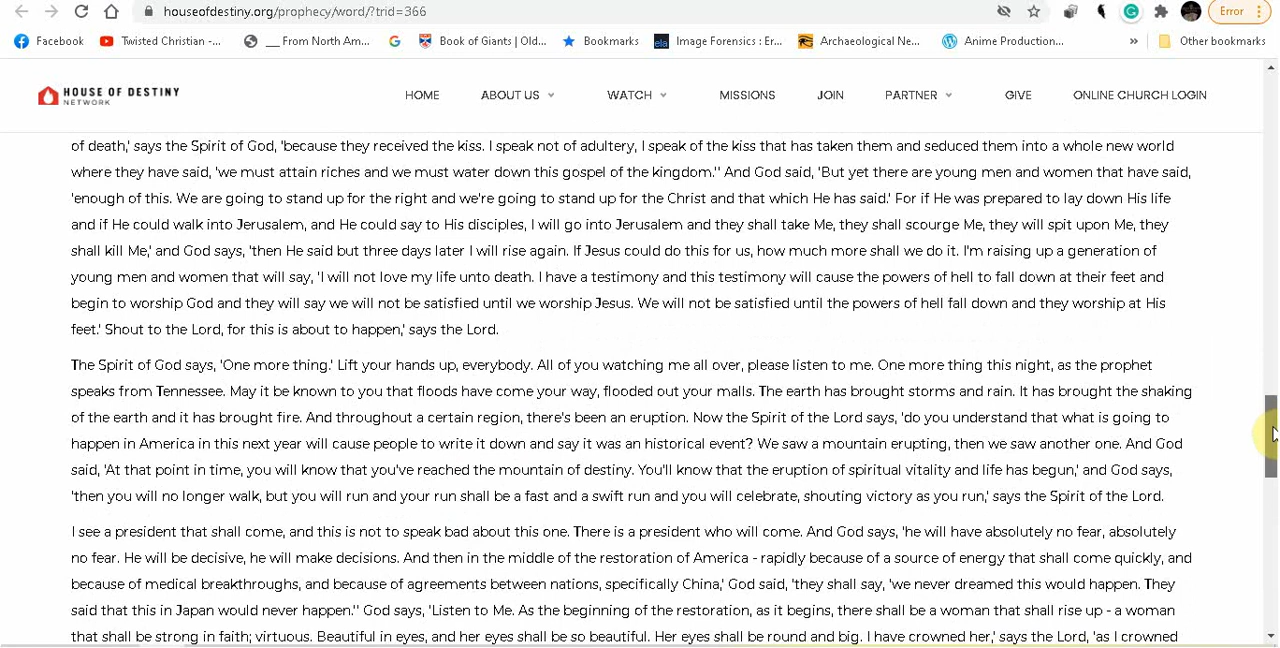 houseofdestiny.org/prophecy/word/?trid=366
Error
Facebook
Twisted Christian -...
__ From North Am...
Book of Giants | Old...
Bookmarks
ela
Image Forensics : Er...
Archaeological Ne...
Anime Production...
»
Other bookmarks
HOUSE OF DESTINY
NETWORK
HOME
ABOUT US
WATCH
MISSIONS
JOIN
PARTNER
GIVE
ONLINE CHURCH LOGIN
of death,' says the Spirit of God, 'because they received the kiss. I speak not of adultery, I speak of the kiss that has taken them and seduced them into a whole new world
where they have said, 'we must attain riches and we must water down this gospel of the kingdom.'' And God said, 'But yet there are young men and women that have said,
'enough of this. We are going to stand up for the right and we're going to stand up for the Christ and that which He has said.' For if He was prepared to lay down His life
and if He could walk into Jerusalem, and He could say to His disciples, I will go into Jerusalem and they shall take Me, they shall scourge Me, they will spit upon Me, they
shall kill Me,' and God says, 'then He said but three days later I will rise again. If Jesus could do this for us, how much more shall we do it. I'm raising up a generation of
young men and women that will say, 'I will not love my life unto death. I have a testimony and this testimony will cause the powers of hell to fall down at their feet and
begin to worship God and they will say we will not be satisfied until we worship Jesus. We will not be satisfied until the powers of hell fall down and they worship at His
feet.' Shout to the Lord, for this is about to happen,' says the Lord.
The Spirit of God says, 'One more thing.' Lift your hands up, everybody. All of you watching me all over, please listen to me. One more thing this night, as the prophet
speaks from Tennessee. May it be known to you that floods have come your way, flooded out your malls. The earth has brought storms and rain. It has brought the shaking
of the earth and it has brought fire. And throughout a certain region, there's been an eruption. Now the Spirit of the Lord says, 'do you understand that what is going to
happen in America in this next year will cause people to write it down and say it was an historical event? We saw a mountain erupting, then we saw another one. And God
said, 'At that point in time, you will know that you've reached the mountain of destiny. You'll know that the eruption of spiritual vitality and life has begun,' and God says,
'then you will no longer walk, but you will run and your run shall be a fast and a swift run and you will celebrate, shouting victory as you run,' says the Spirit of the Lord.
I see a president that shall come, and this is not to speak bad about this one. There is a president who will come. And God says, 'he will have absolutely no fear, absolutely
no fear. He will be decisive, he will make decisions. And then in the middle of the restoration of America - rapidly because of a source of energy that shall come quickly, and
because of medical breakthroughs, and because of agreements between nations, specifically China,' God said, 'they shall say, 'we never dreamed this would happen. They
said that this in Japan would never happen.'' God says, 'Listen to Me. As the beginning of the restoration, as it begins, there shall be a woman that shall rise up - a woman
that shall be strong in faith; virtuous. Beautiful in eyes, and her eyes shall be so beautiful. Her eyes shall be round and big. I have crowned her,' says the Lord, 'as I crowned